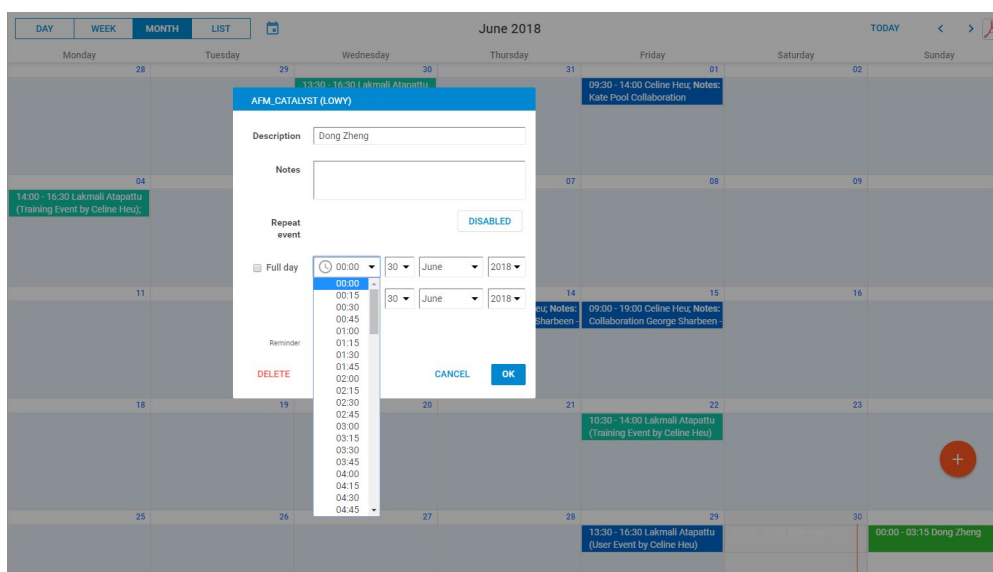 DAY WEEK MONTH LIST June 2018 TODAY < >
Monday Tuesday Wednesday Thursday Friday Saturday Sunday
28 29 30 31 01 02
13:30 - 16:30 Lakmali Atapattu
09:30 - 14:00 Celine Heu; Notes:
Kate Pool Collaboration
AFM_CATALYST (LOWY)
Description Dong Zheng
Notes
04 07 08 09
14:00 - 16:30 Lakmali Atapattu
(Training Event by Celine Heu);
Repeat
event
DISABLED
Full day 00:00 30 June 2018
30 June 2018
00:00
00:15
00:30
00:45
01:00
01:15
01:30
01:45
02:00
02:15
02:30
02:45
03:00
03:15
03:30
03:45
04:00
04:15
04:30
04:45
11 14 15 16
eu; Notes:
Sharbeen -
09:00 - 19:00 Celine Heu; Notes:
Collaboration George Sharbeen -
Reminder
DELETE CANCEL OK
18 19 20 21 22 23
10:30 - 14:00 Lakmali Atapattu
(Training Event by Celine Heu)
+
25 26 27 28 29 30
13:30 - 16:30 Lakmali Atapattu
(User Event by Celine Heu)
00:00 - 03:15 Dong Zheng